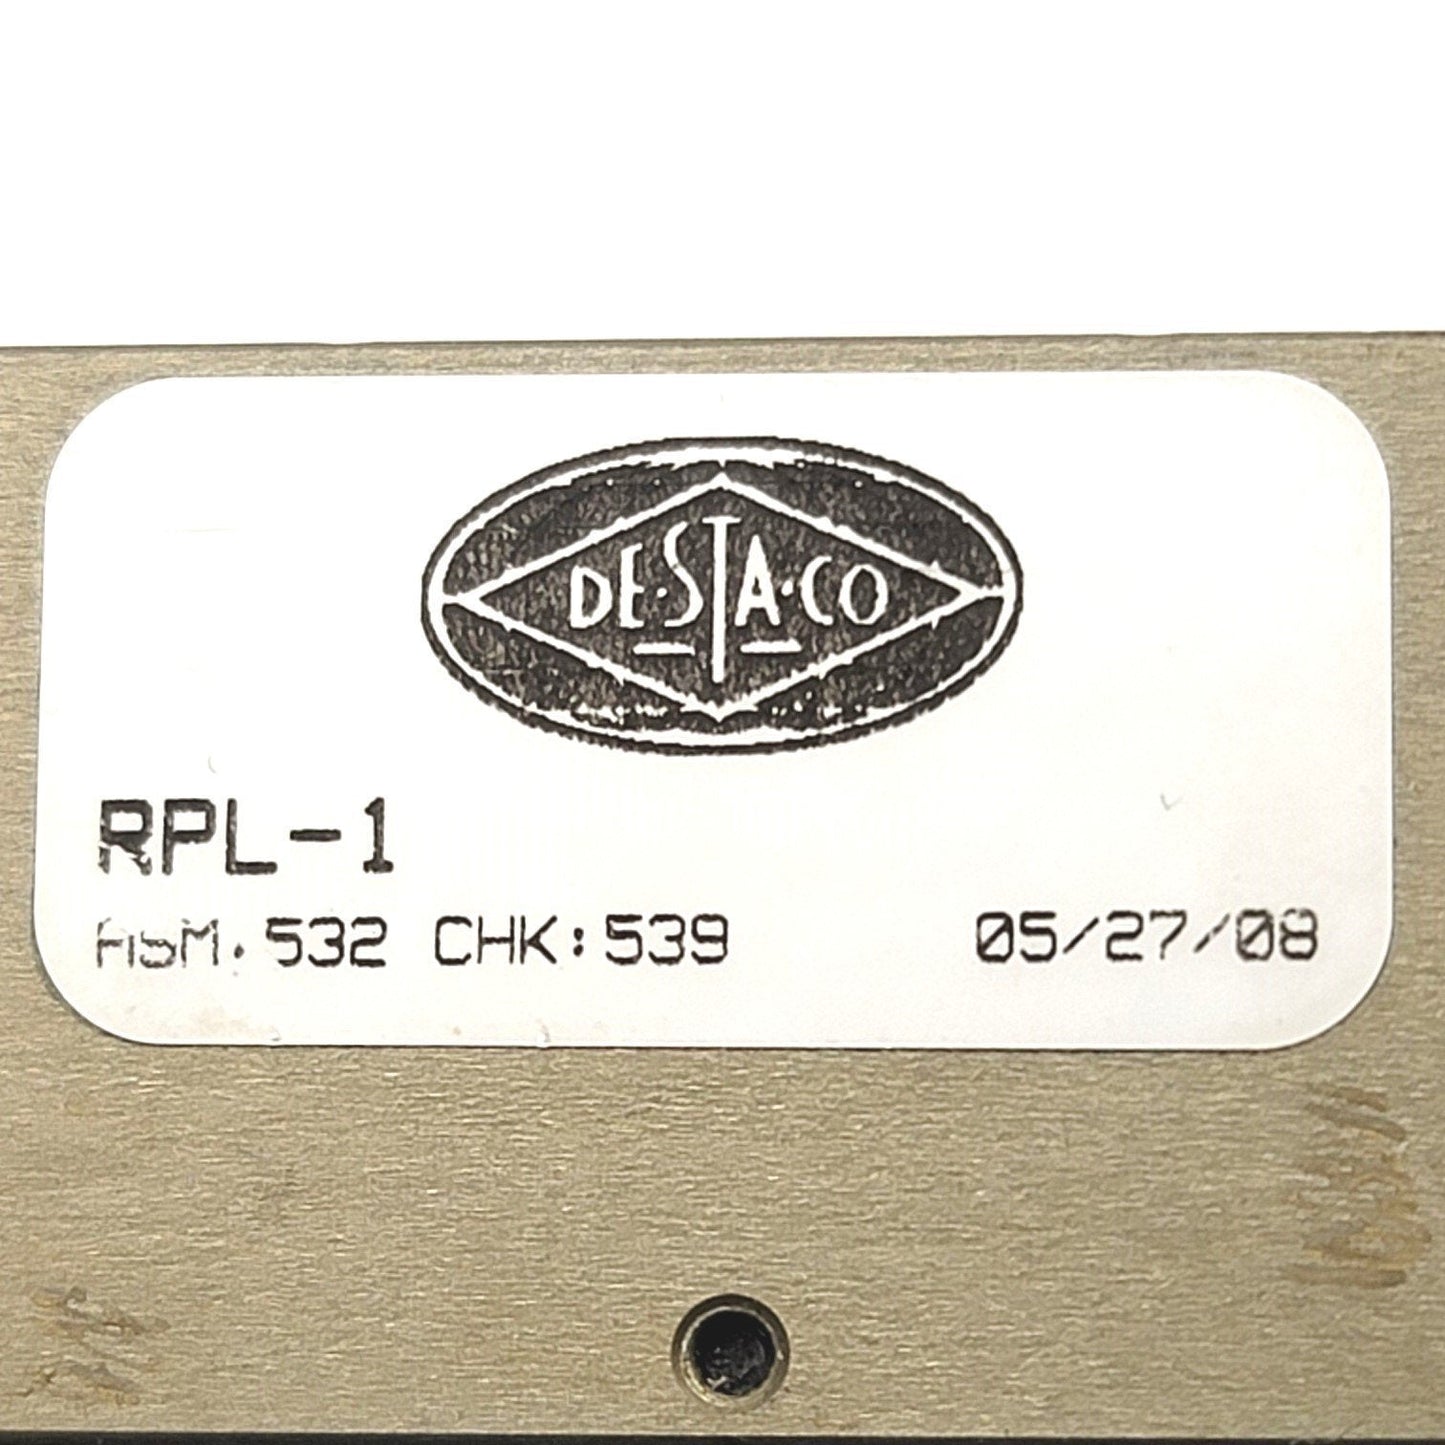 DE·STA·CO
RPL-1
ASM. 532 CHK:539 05/27/08